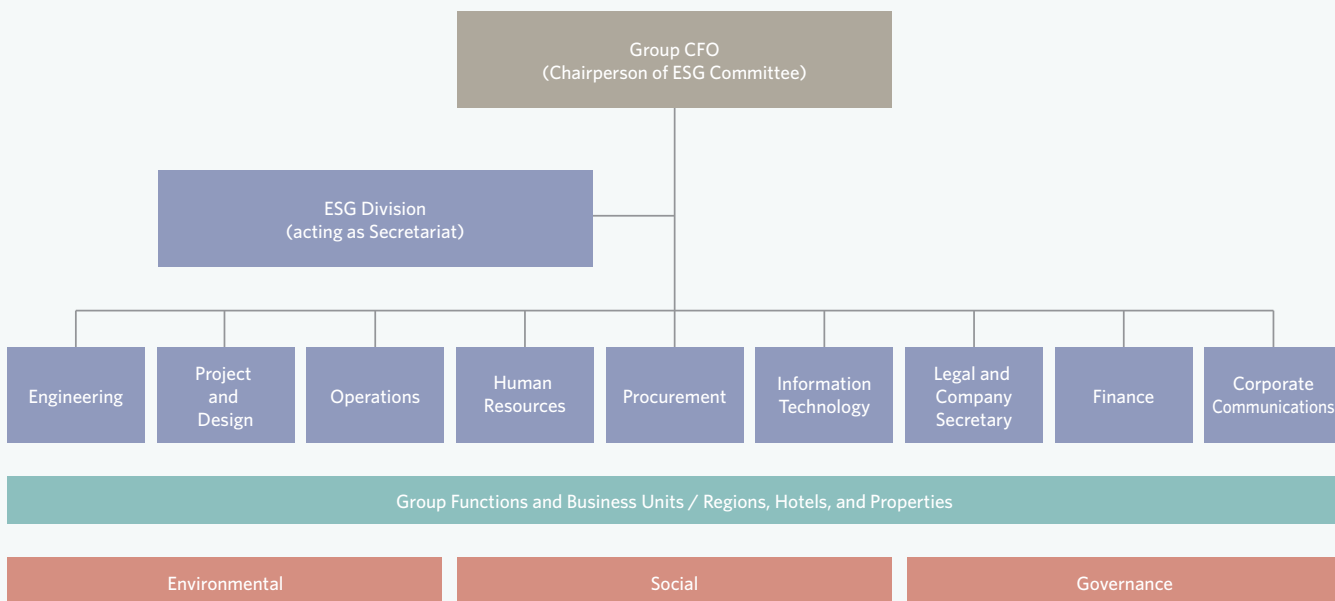 Group CFO
(Chairperson of ESG Committee)
ESG Division
(acting as Secretariat)
Engineering
Project
and
Design
Operations
Human
Resources
Procurement
Information
Technology
Legal and
Company
Secretary
Finance
Corporate
Communications
Group Functions and Business Units / Regions, Hotels, and Properties
Environmental
Social
Governance